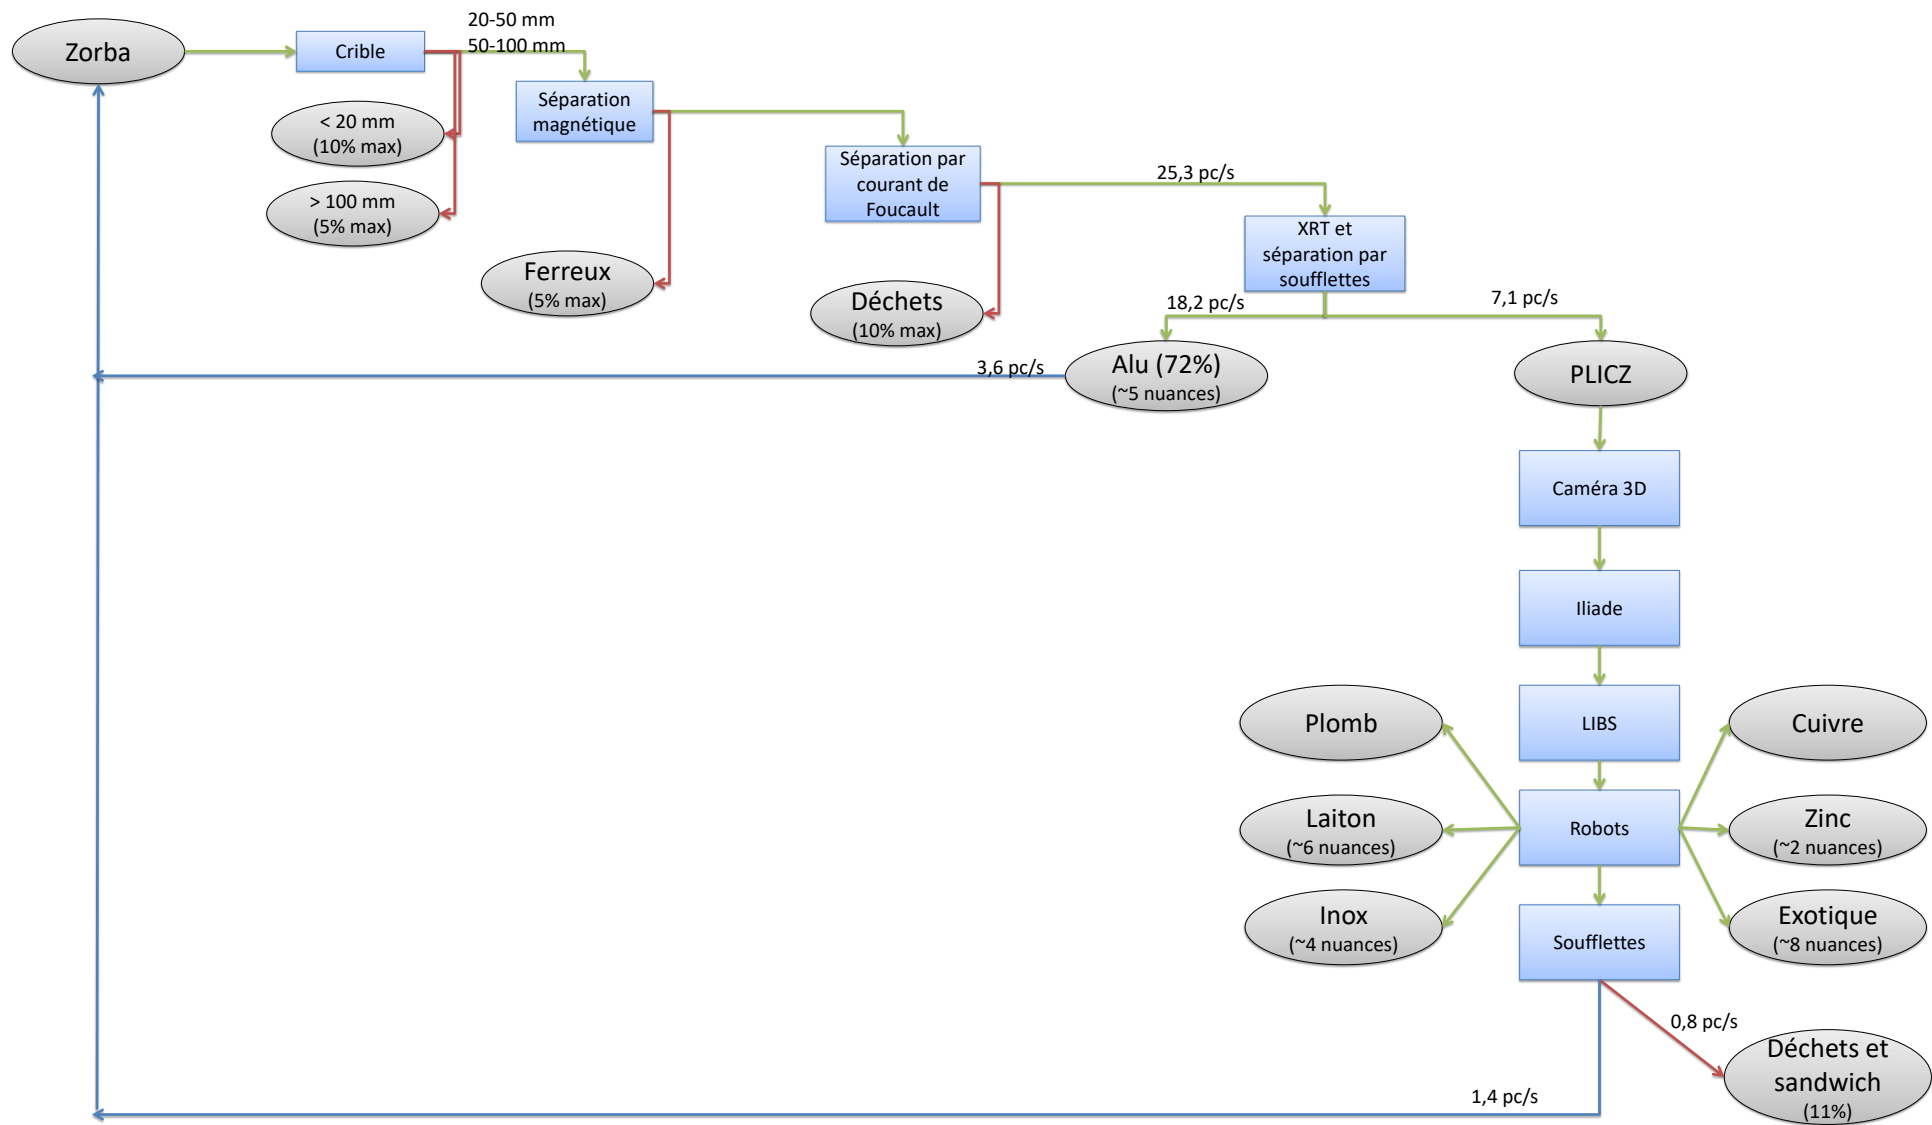 20-50 mm
50-100 mm
Zorba
Crible
Séparation
magnétique
< 20 mm
(10% max)
> 100 mm
(5% max)
Séparation par
courant de
Foucault
25,3 pc/s
XRT et
séparation par
soufflettes
Ferreux
(5% max)
Déchets
(10% max)
18,2 pc/s
7,1 pc/s
3,6 pc/s
Alu (72%)
(~5 nuances)
PLICZ
Caméra 3D
Iliade
Plomb
LIBS
Cuivre
Laiton
(~6 nuances)
Robots
Zinc
(~2 nuances)
Inox
(~4 nuances)
Soufflettes
Exotique
(~8 nuances)
0,8 pc/s
Déchets et
sandwich
(11%)
1,4 pc/s